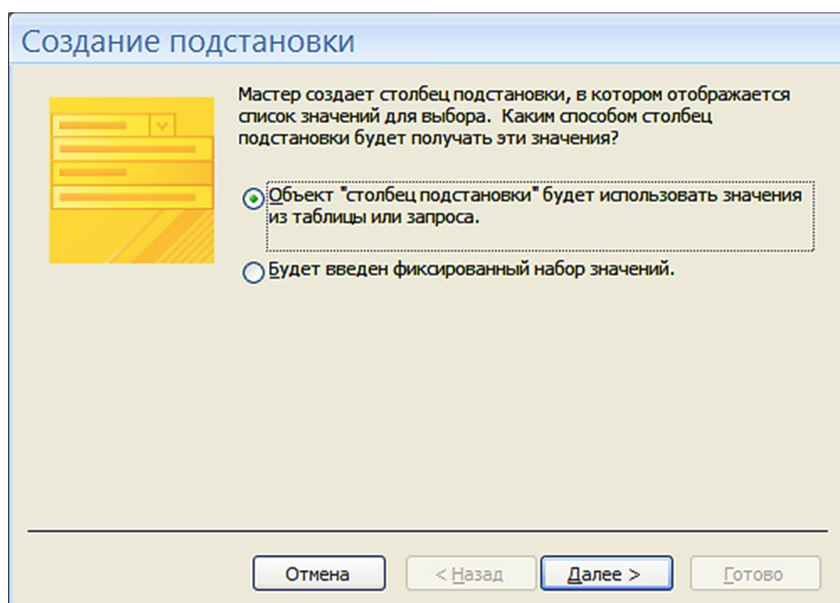 Создание подстановки
Мастер создает столбец подстановки, в котором отображается
список значений для выбора. Каким способом столбец
подстановки будет получать эти значения?
Объект "столбец подстановки" будет использовать значения
из таблицы или запроса.
Будет введен фиксированный набор значений.
Отмена
< Назад
Далее >
Готово